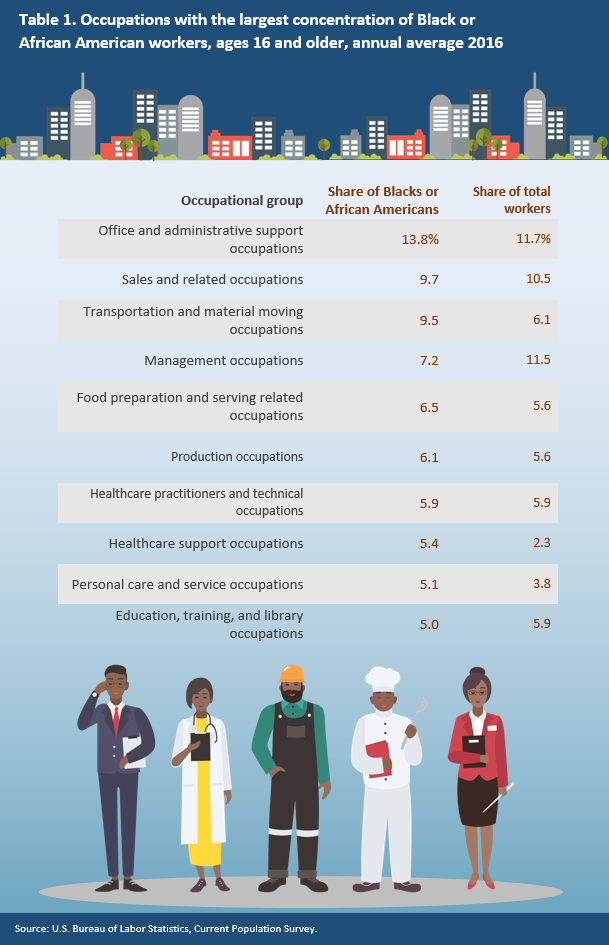 Table 1. Occupations with the largest concentration of Black or
African American workers, ages 16 and older, annual average 2016
Occupational group
Share of Blacks or
African Americans
Share of total
workers
Office and administrative support
occupations
13.8%
11.7%
Sales and related occupations
9.7
10.5
Transportation and material moving
occupations
9.5
6.1
Management occupations
7.2
11.5
Food preparation and serving related
occupations
6.5
5.6
Production occupations
6.1
5.6
Healthcare practitioners and technical
occupations
5.9
5.9
Healthcare support occupations
5.4
2.3
Personal care and service occupations
5.1
3.8
Education, training, and library
occupations
5.0
5.9
Source: U.S. Bureau of Labor Statistics, Current Population Survey.